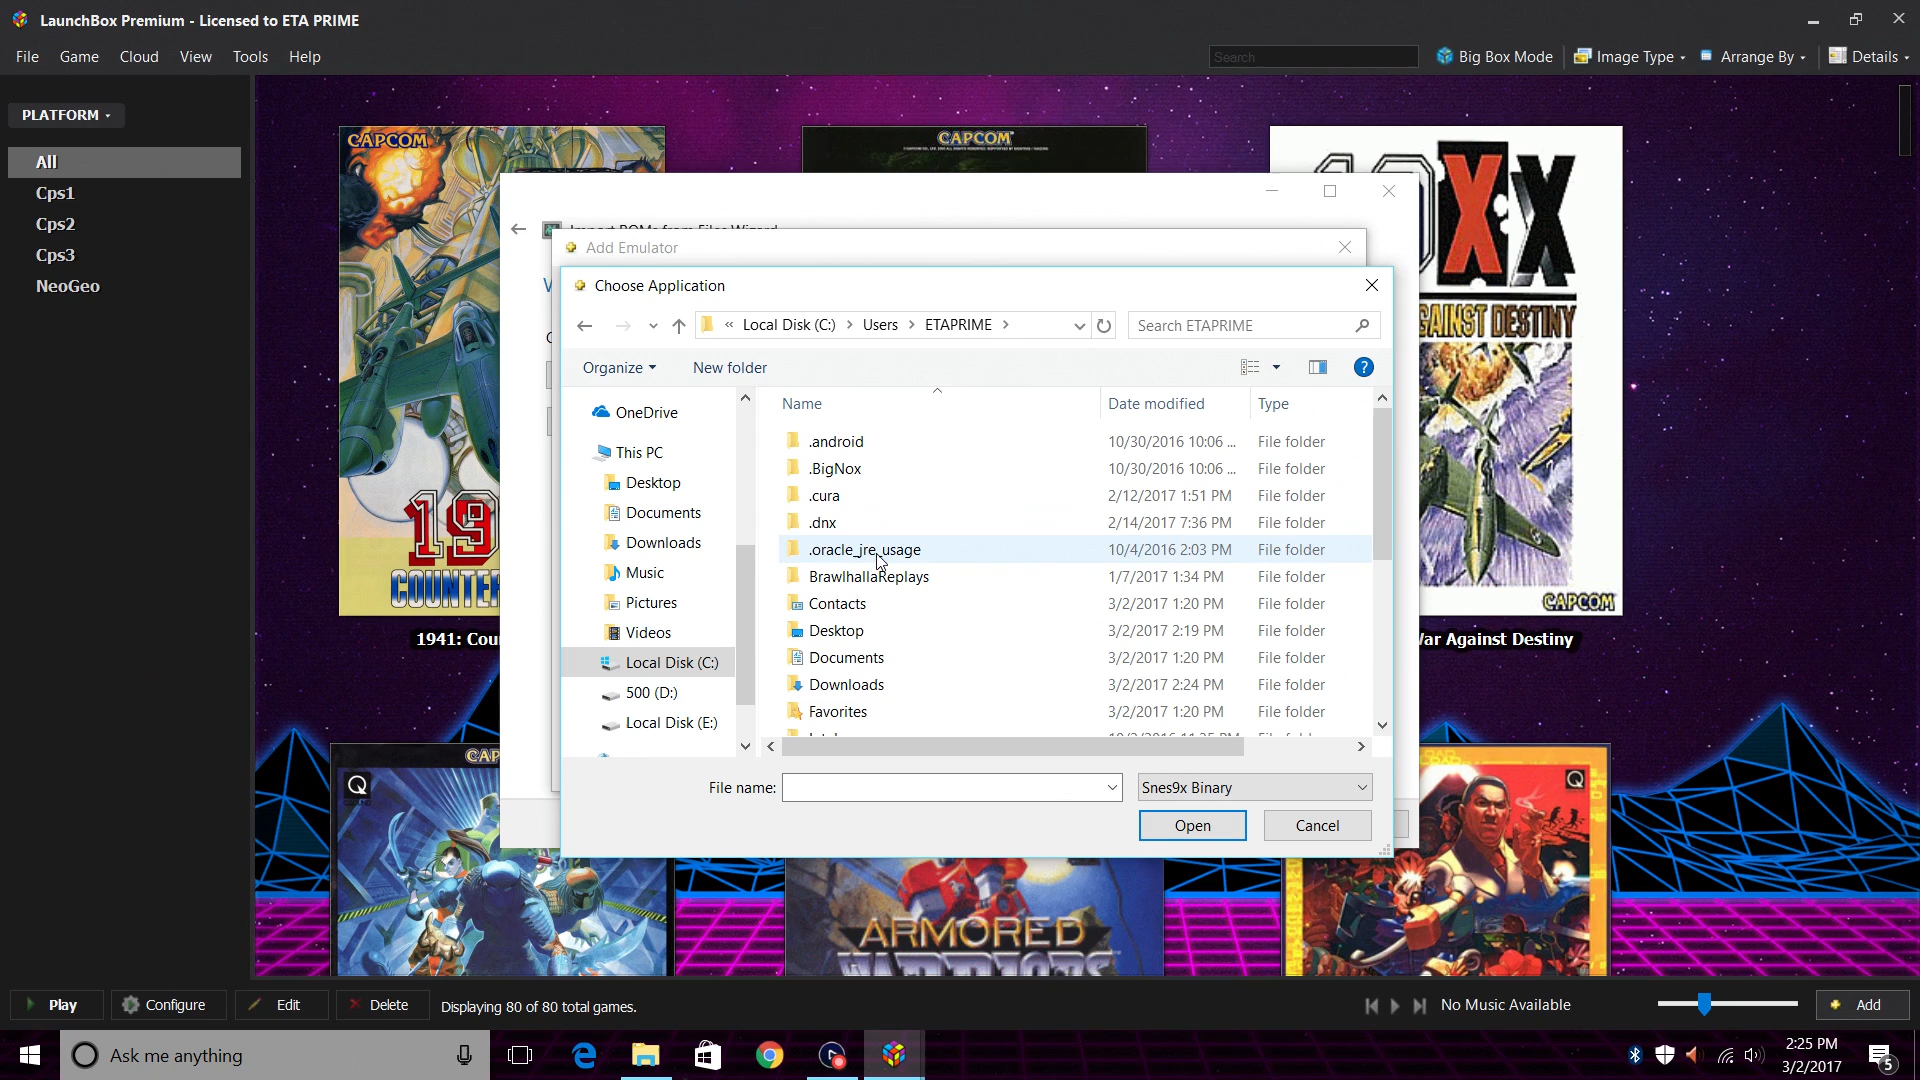 LaunchBox Premium - Licensed to ETA PRIME
File Game Cloud View Tools Help
Search
Big Box Mode
Image Type
Arrange By
Details
PLATFORM
All
Cps1
Cps2
Cps3
NeoGeo
CAPCOM
CAPCOM
Add Emulator
Choose Application
« Local Disk (C:) > Users > ETAPRIME >
Search ETAPRIME
Organize
New folder
OneDrive
This PC
Desktop
Documents
Downloads
Music
Pictures
Videos
Local Disk (C:)
500 (D:)
Local Disk (E:)
Name Date modified Type
.android 10/30/2016 10:06 ... File folder
.BigNox 10/30/2016 10:06 ... File folder
.cura 2/12/2017 1:51 PM File folder
.dnx 2/14/2017 7:36 PM File folder
.oracle_jre_usage 10/4/2016 2:03 PM File folder
BrawlhallaReplays 1/7/2017 1:34 PM File folder
Contacts 3/2/2017 1:20 PM File folder
Desktop 3/2/2017 2:19 PM File folder
Documents 3/2/2017 1:20 PM File folder
Downloads 3/2/2017 2:24 PM File folder
Favorites 3/2/2017 1:20 PM File folder
File name:
Snes9x Binary
Open
Cancel
XX
AGAINST DESTINY
CAPCOM
19
COUNTE
1941: Cou
War Against Destiny
CAP
Q
Q
ARMORED
WARRIORS
Play
Configure
Edit
Delete
Displaying 80 of 80 total games.
No Music Available
Add
Ask me anything
2:25 PM
3/2/2017
5